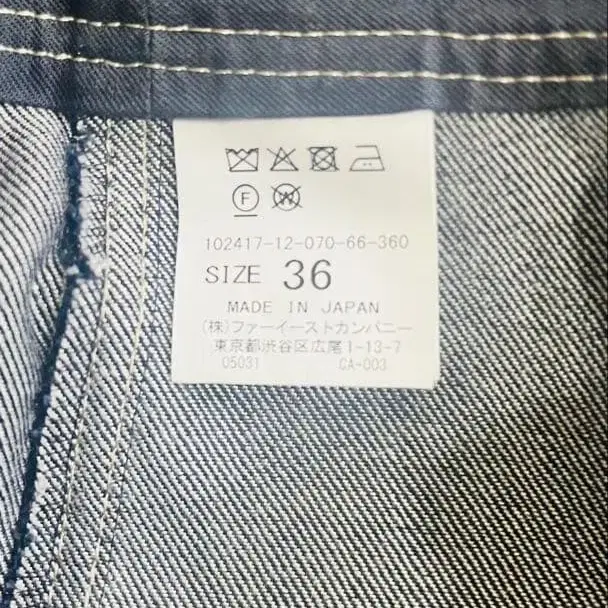 F W
102417-12-070-66-360
SIZE 36
MADE IN JAPAN
(株)ファーイーストカンパニー
東京都渋谷区広尾1-13-7
05031 CA-003